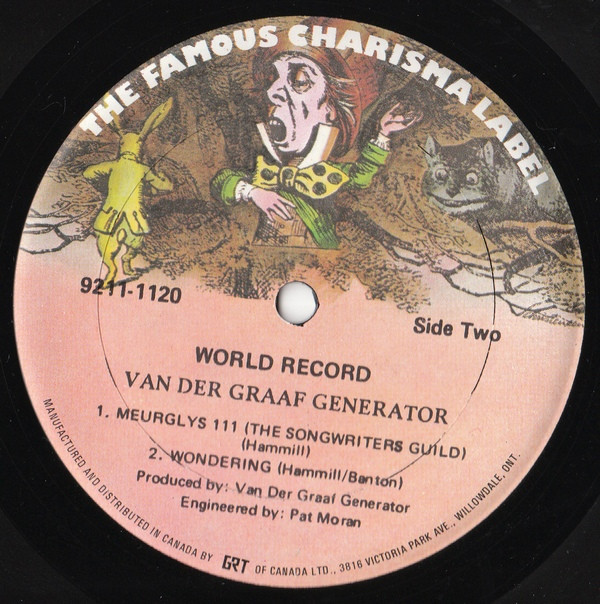 THE FAMOUS CHARISMA LABEL
9211-1120
Side Two
WORLD RECORD
VAN DER GRAAF GENERATOR
1. MEURGLYS 111 (THE SONGWRITERS GUILD)
(Hammill)
2. WONDERING (Hammill/Banton)
Produced by: Van Der Graaf Generator
Engineered by: Pat Moran
MANUFACTURED AND DISTRIBUTED IN CANADA BY GRT OF CANADA LTD., 3816 VICTORIA PARK AVE., WILLOWDALE, ONT.